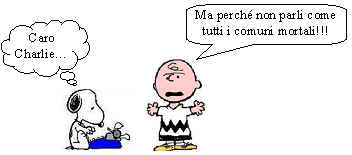 Caro
Charlie...
Ma perché non parli come
tutti i comuni mortali!!!